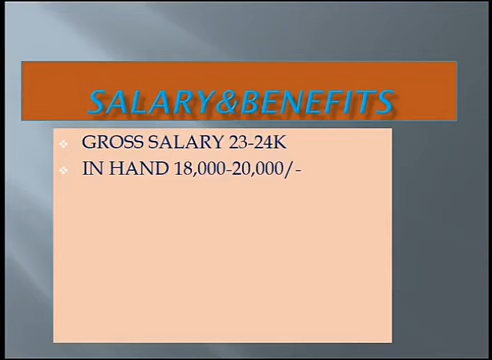 SALARY&BENEFITS
GROSS SALARY 23-24K
IN HAND 18,000-20,000/-